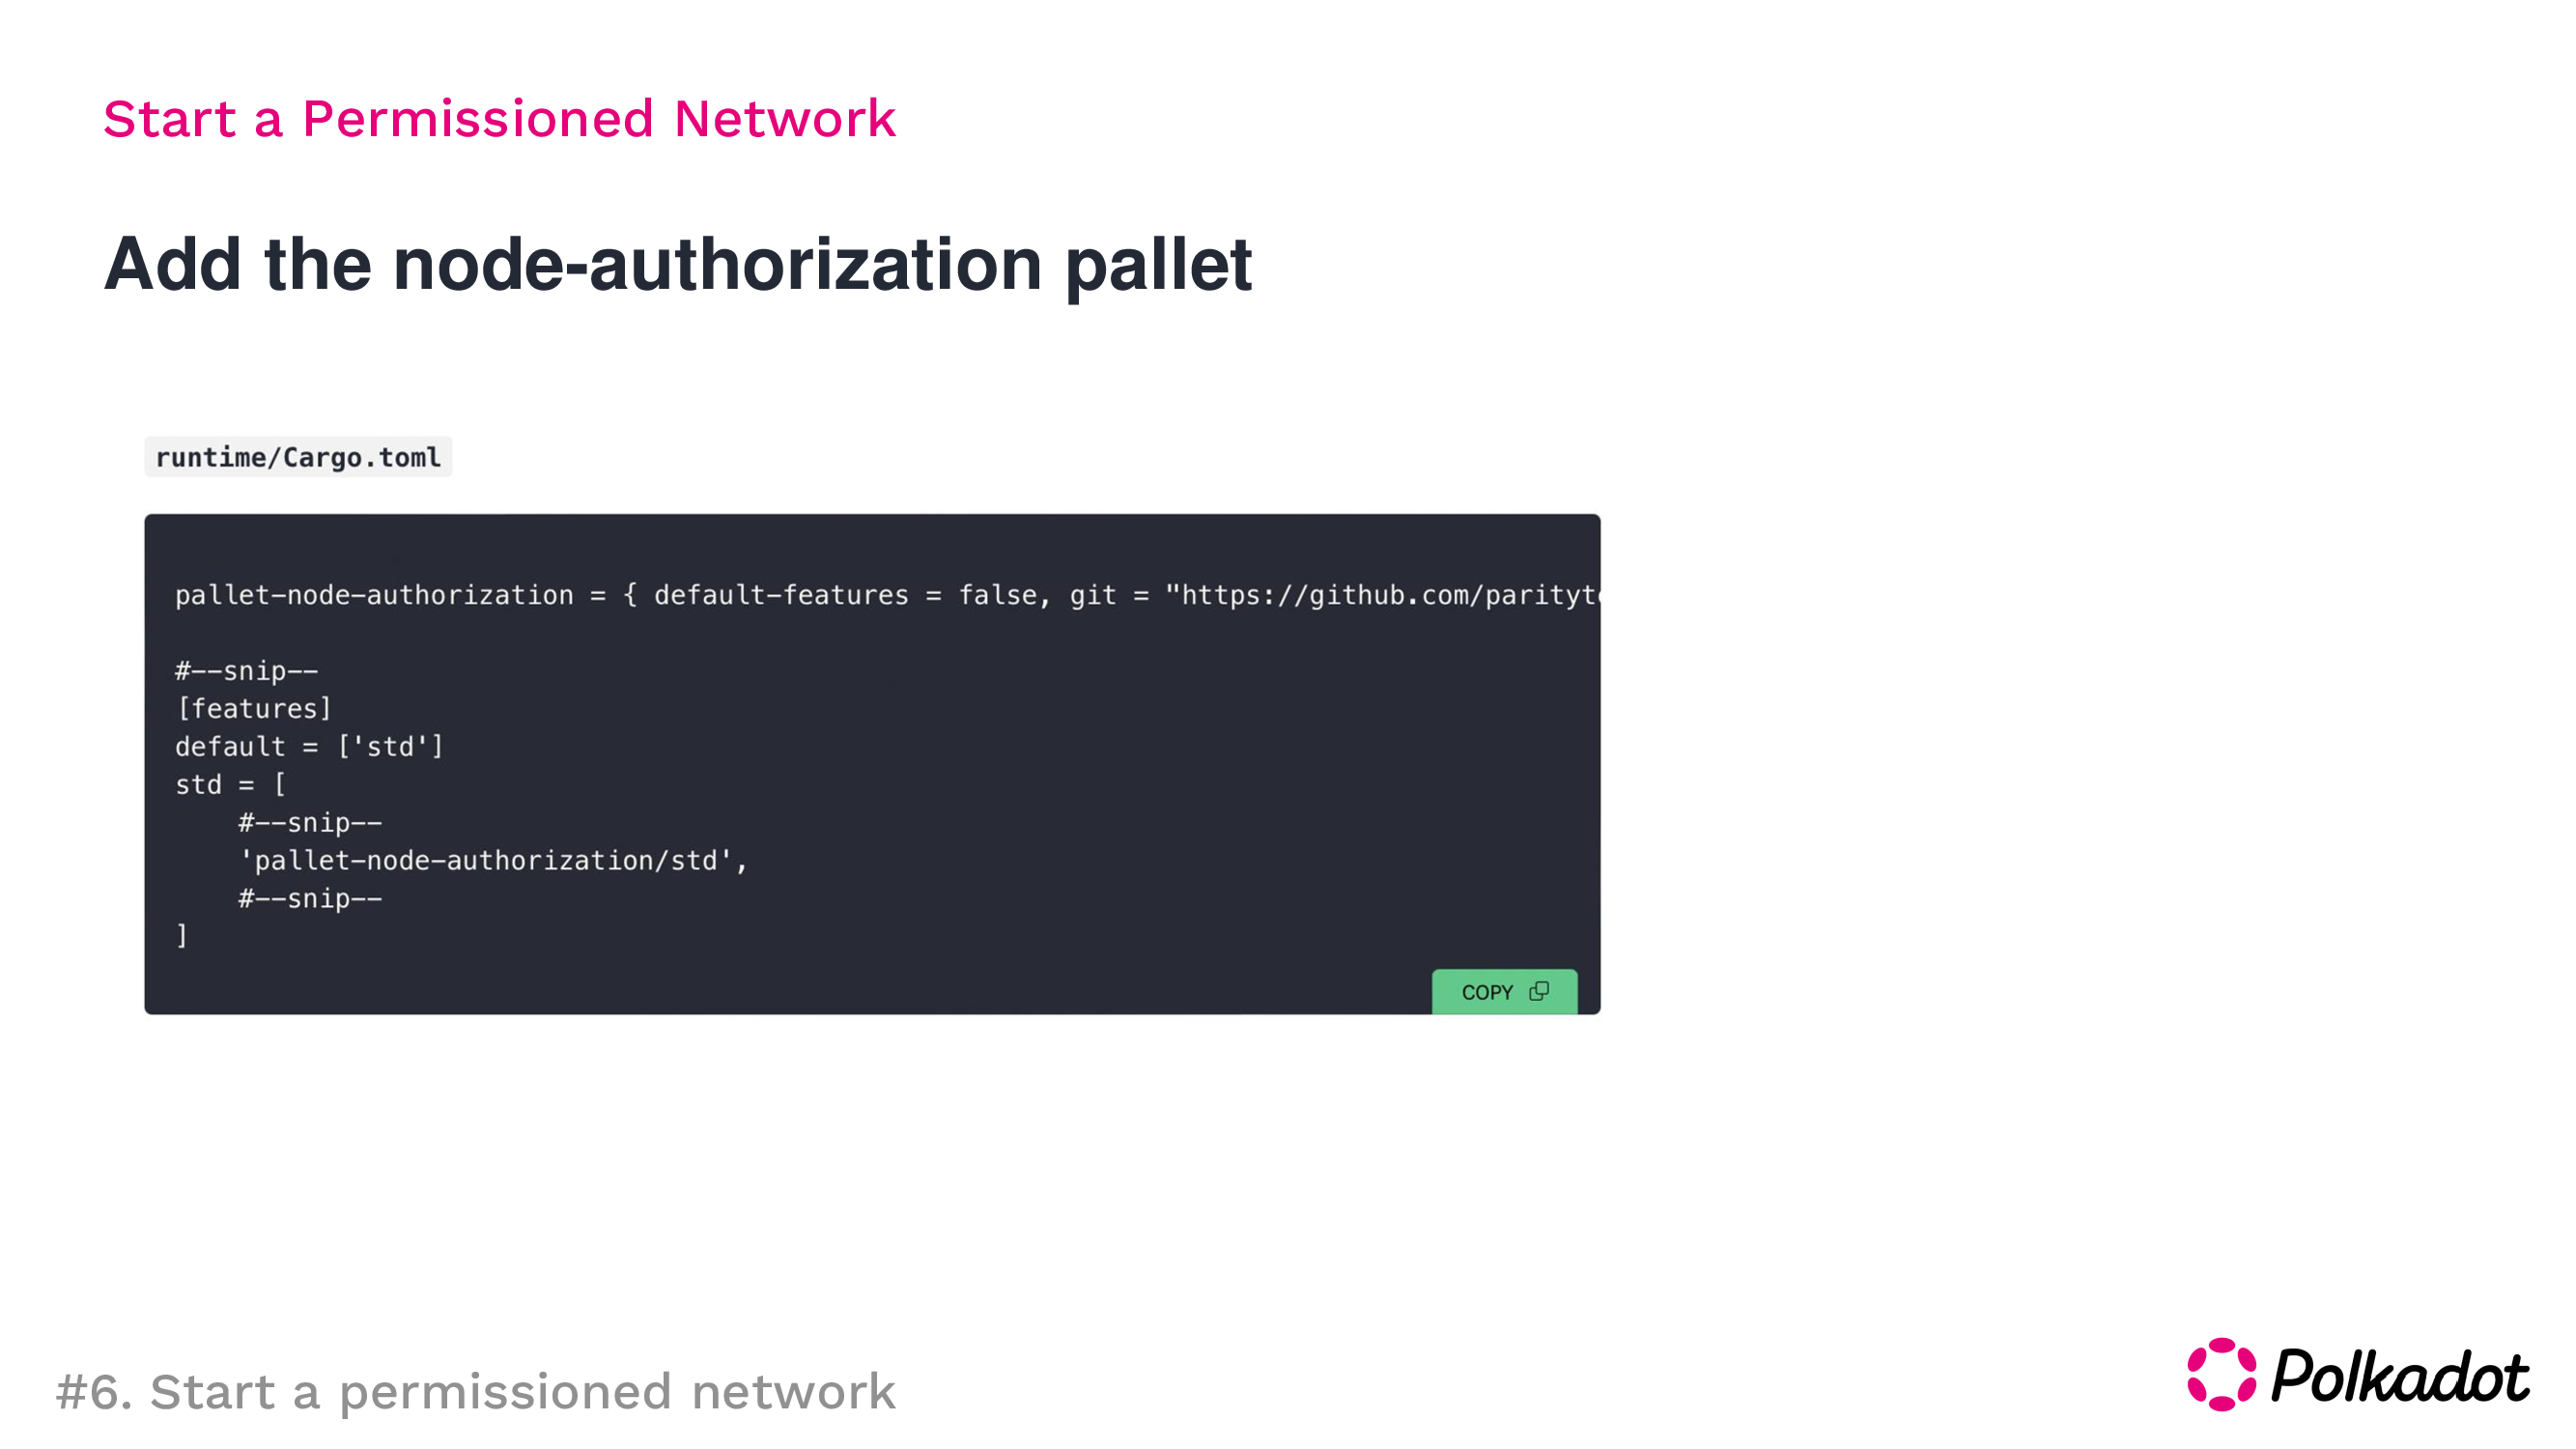 Start a Permissioned Network
Add the node-authorization pallet
runtime/Cargo.toml
pallet-node-authorization = { default-features = false, git = "https://github.com/parityt
#--snip--
[features]
default = ['std']
std = [
    #--snip--
    'pallet-node-authorization/std',
    #--snip--
]
COPY
#6. Start a permissioned network
Polkadot